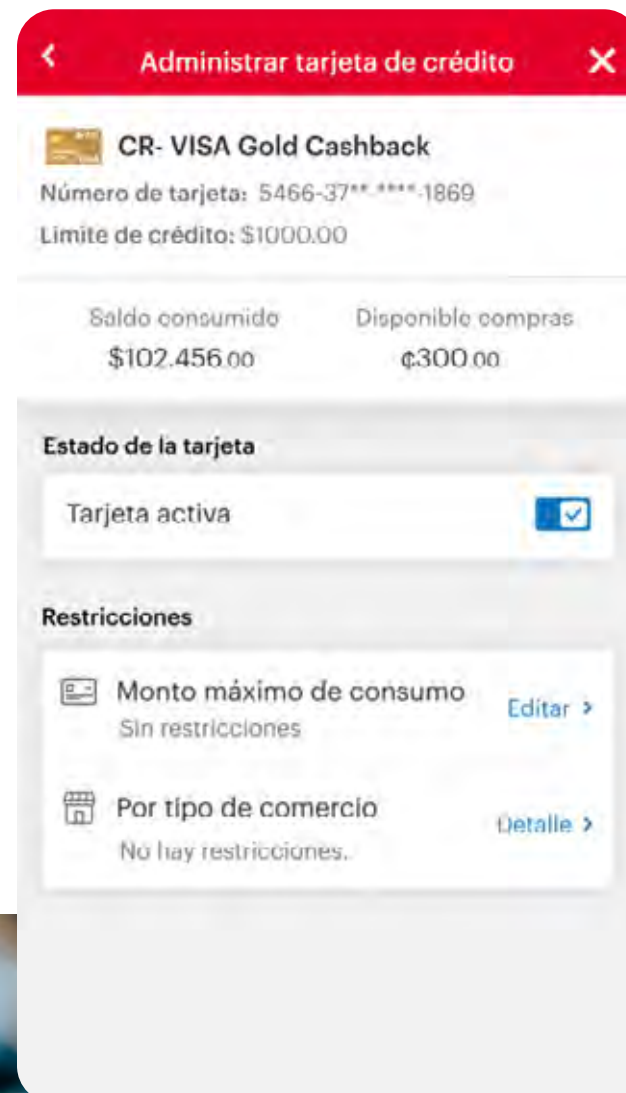 Administrar tarjeta de crédito
CR- VISA Gold Cashback
Número de tarjeta: 5466-37**-****-1869
Limite de crédito: $1000.00
Saldo consumido Disponible compras
$102.456.00 ¢300.00
Estado de la tarjeta
Tarjeta activa
Restricciones
Monto máximo de consumo
Sin restricciones
Editar >
Por tipo de comercio
No hay restricciones.
Detalle >